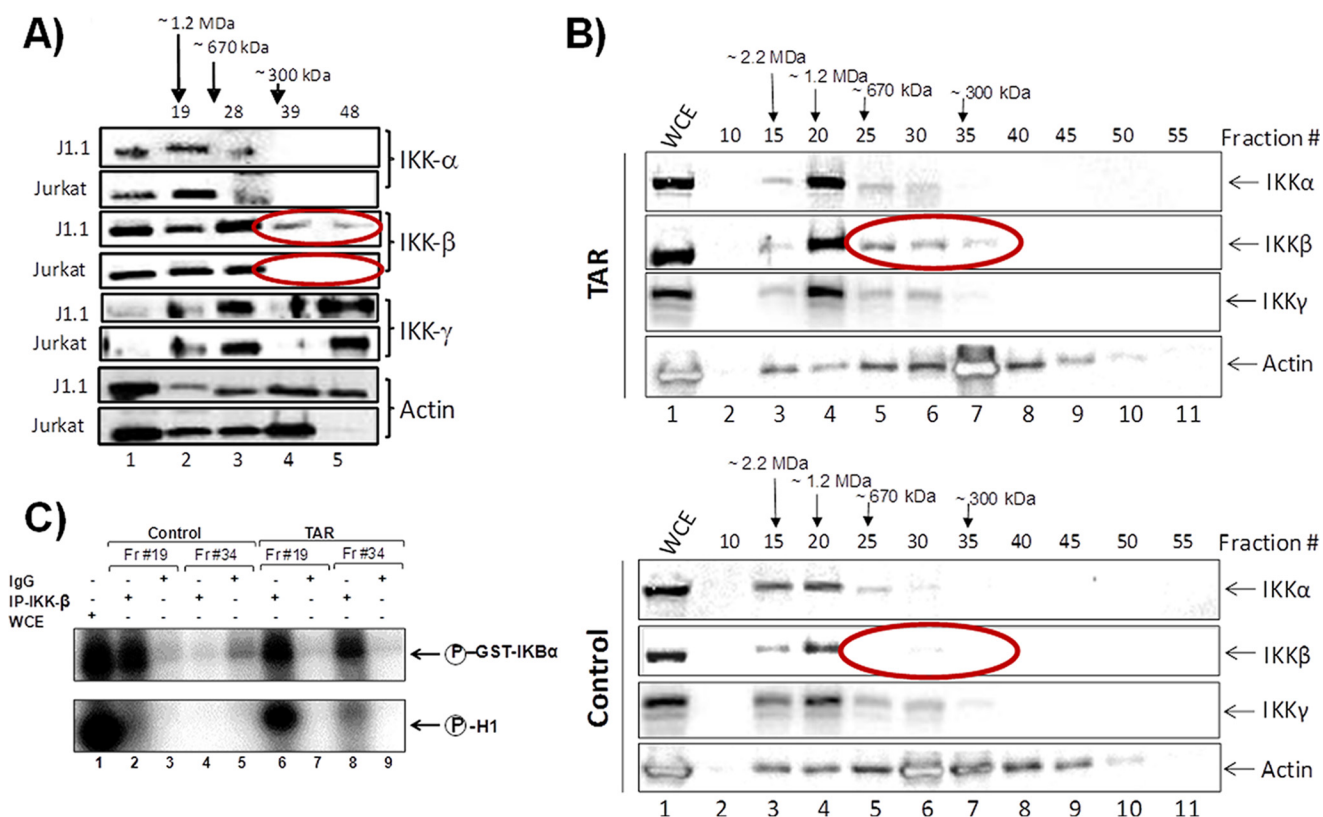 A)
~ 1.2 MDa
~ 670 kDa
~ 300 kDa
19 28 39 48
J1.1
Jurkat
IKK-α
J1.1
Jurkat
IKK-β
J1.1
Jurkat
IKK-γ
J1.1
Jurkat
Actin
1 2 3 4 5
B)
~ 2.2 MDa
~ 1.2 MDa
~ 670 kDa
~ 300 kDa
WCE 10 15 20 25 30 35 40 45 50 55 Fraction #
TAR
IKKα
IKKβ
IKKγ
Actin
1 2 3 4 5 6 7 8 9 10 11
~ 2.2 MDa
~ 1.2 MDa
~ 670 kDa
~ 300 kDa
WCE 10 15 20 25 30 35 40 45 50 55 Fraction #
Control
IKKα
IKKβ
IKKγ
Actin
1 2 3 4 5 6 7 8 9 10 11
C)
Control TAR
Fr#19 Fr#34 Fr#19 Fr#34
IgG - - + - + - + - +
IP-IKK-β - + - + - + - + -
WCE + - - - - - - - -
P-GST-IKBα
P-H1
1 2 3 4 5 6 7 8 9